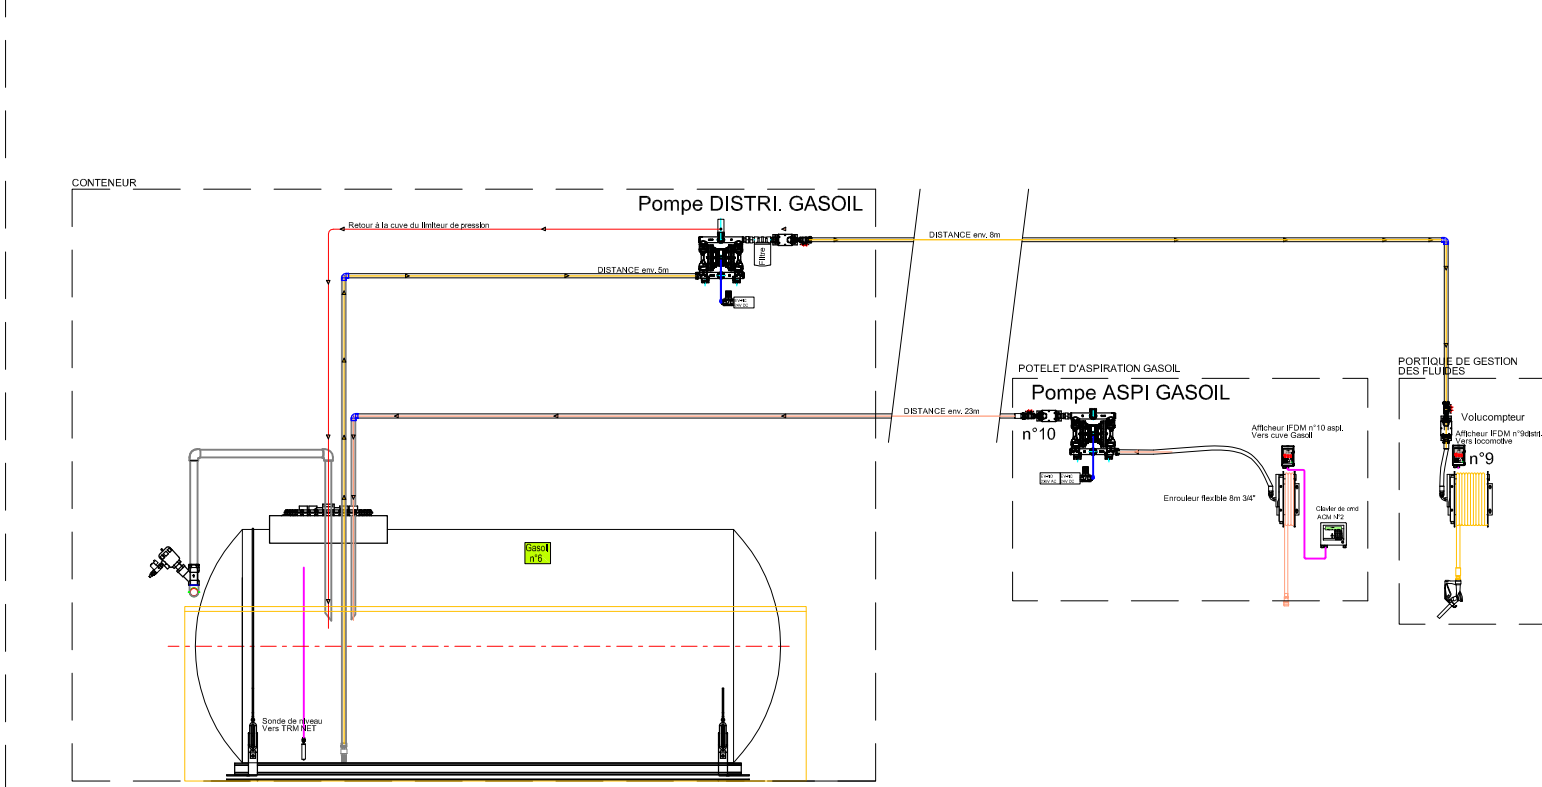 CONTENEUR
Pompe DISTRI. GASOIL
Retour à la cuve du limiteur de pression
DISTANCE env. 8m
Filtre
DISTANCE env. 5m
POTELET D'ASPIRATION GASOIL
PORTIQUE DE GESTION
DES FLUIDES
Pompe ASPI GASOIL
DISTANCE env. 23m
n°10
Volucompteur
Afficheur IFDM n°10 aspi.
Vers cuve Gasoil
Afficheur IFDM n°9distri.
Vers locomotive
n°9
Enrouleur flexible 8m 3/4"
Clavier de cmd
ACM N°2
Gasoil
n°6
Sonde de niveau
Vers TRM NET